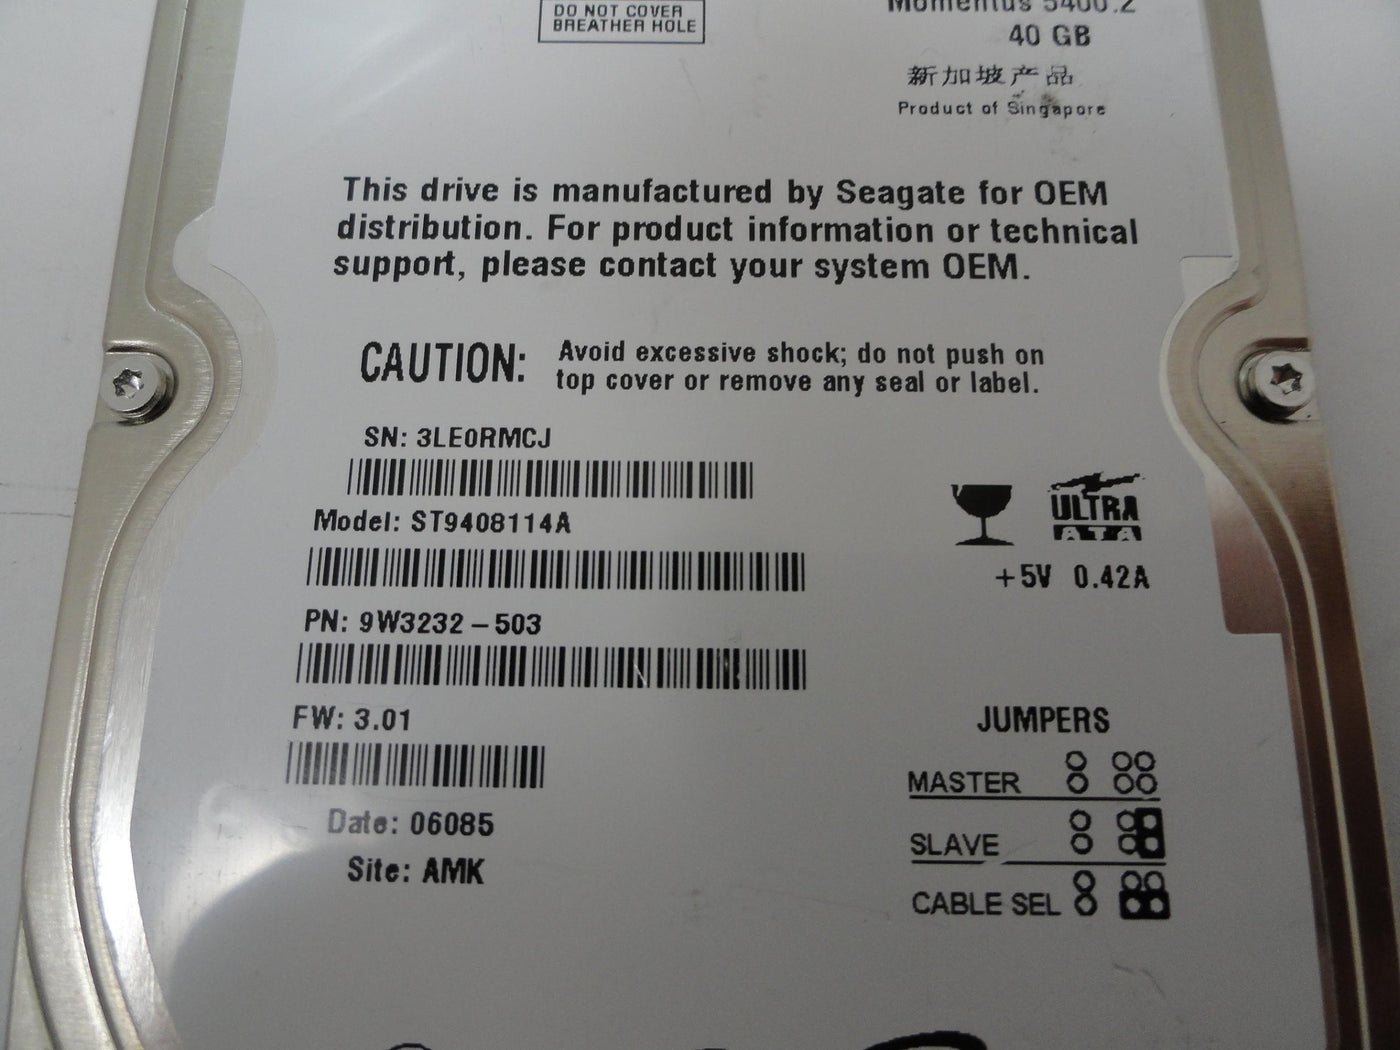 DO NOT COVER
BREATHER HOLE
Momentus 5400.2
40 GB
新加坡产品
Product of Singapore
This drive is manufactured by Seagate for OEM
distribution. For product information or technical
support, please contact your system OEM.
CAUTION: Avoid excessive shock; do not push on
top cover or remove any seal or label.
SN: 3LE0RMCJ
Model: ST9408114A
ULTRA
ATA
+5V 0.42A
PN: 9W3232-503
FW: 3.01
JUMPERS
MASTER
SLAVE
CABLE SEL
Date: 06085
Site: AMK